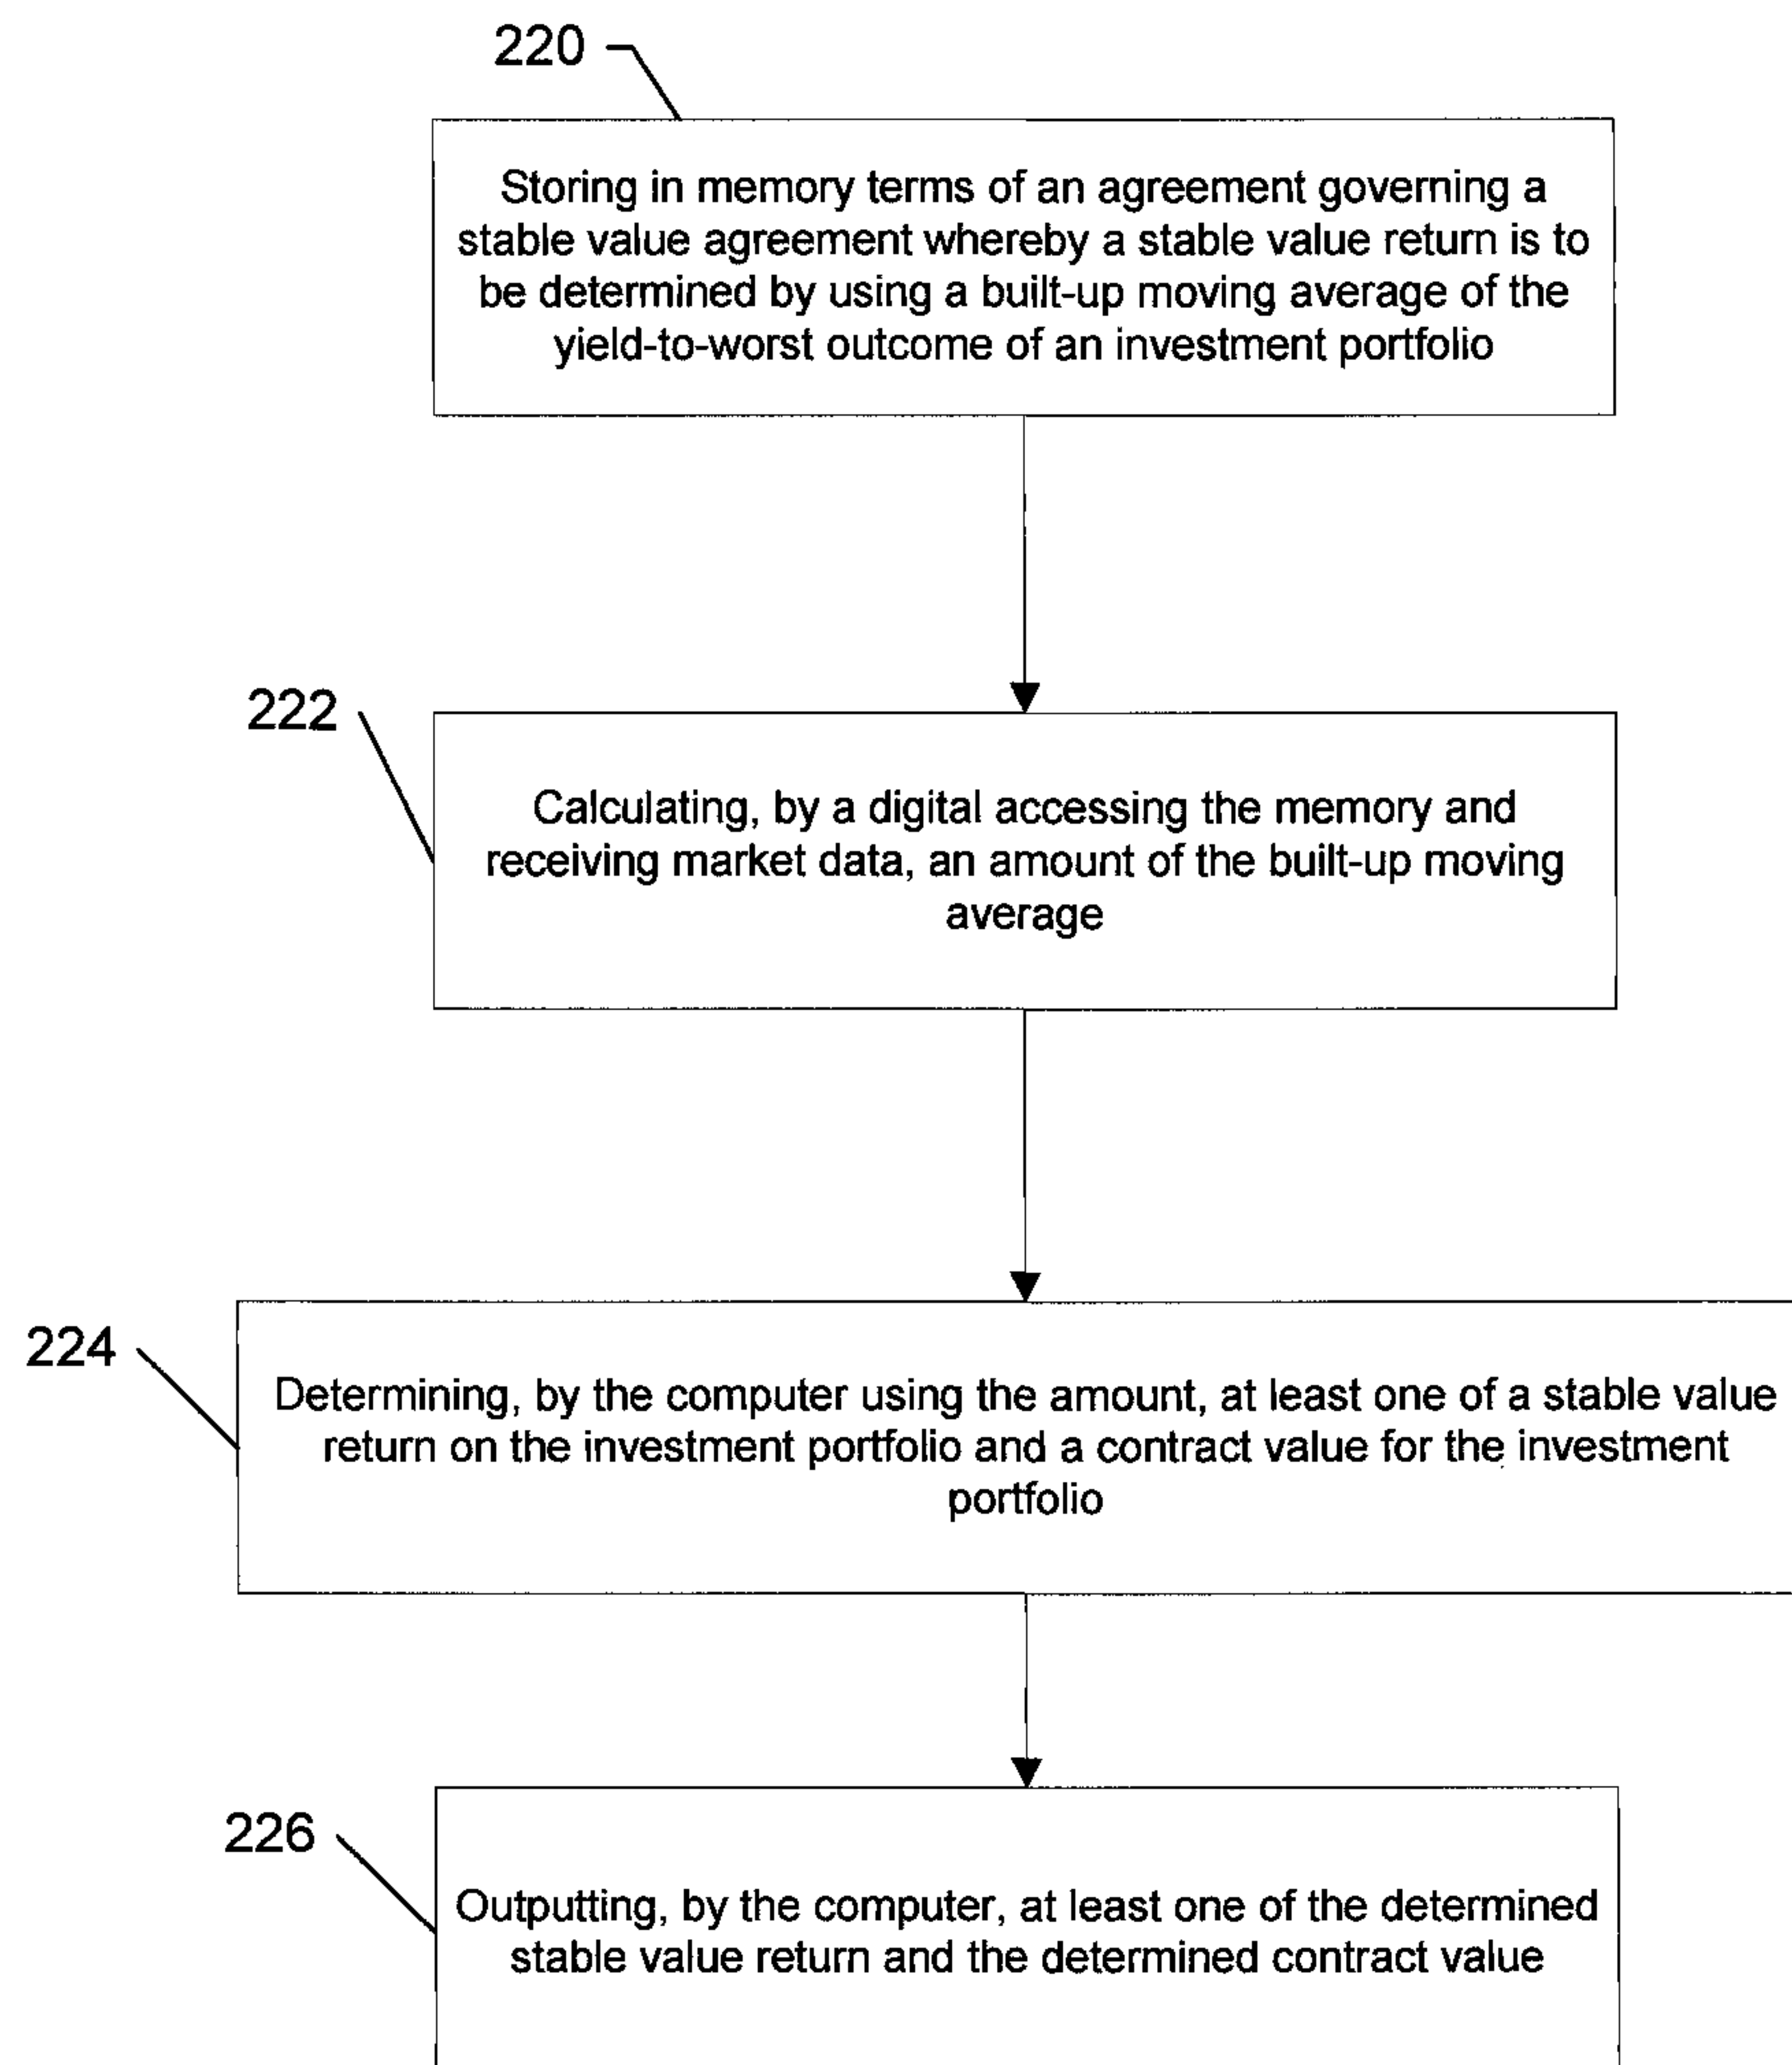 220
Storing in memory terms of an agreement governing a
stable value agreement whereby a stable value return is to
be determined by using a built-up moving average of the
yield-to-worst outcome of an investment portfolio
222
Calculating, by a digital accessing the memory and
receiving market data, an amount of the built-up moving
average
224
Determining, by the computer using the amount, at least one of a stable value
return on the investment portfolio and a contract value for the investment
portfolio
226
Outputting, by the computer, at least one of the determined
stable value return and the determined contract value